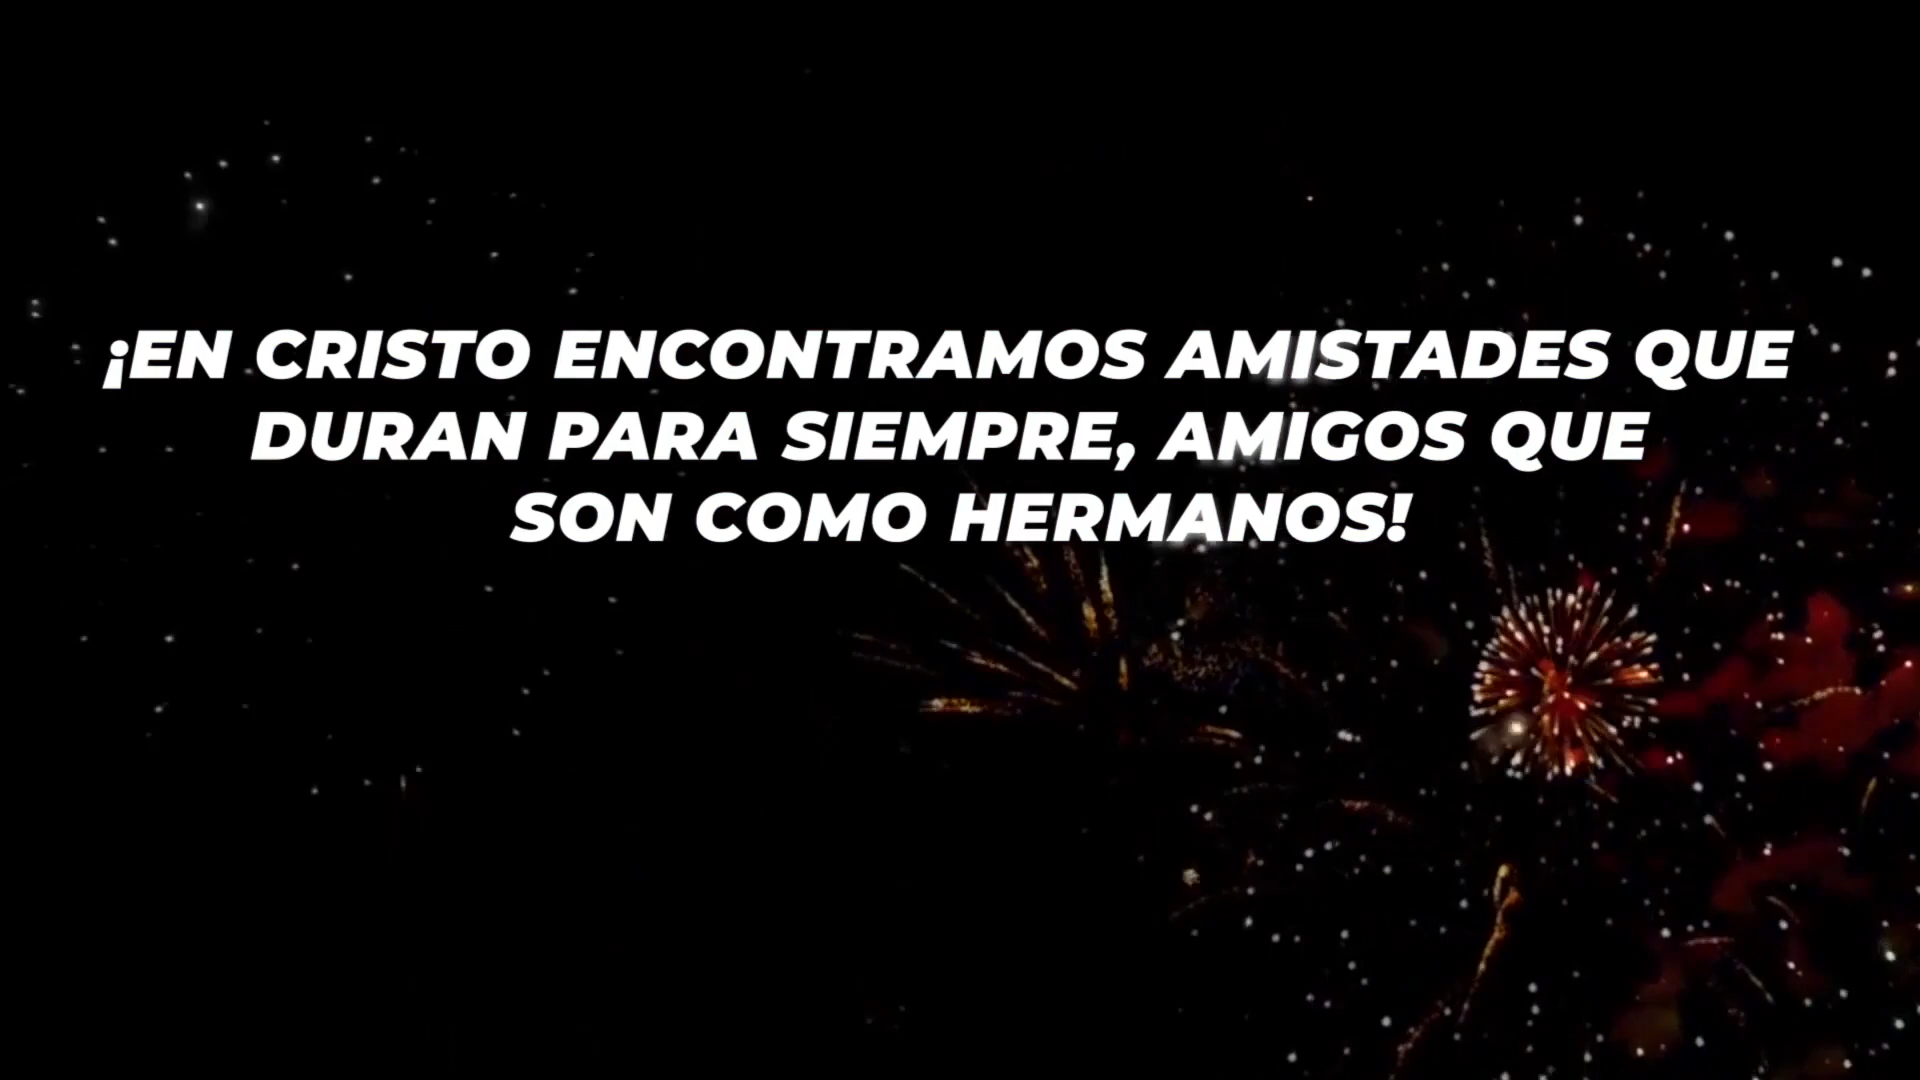 ¡EN CRISTO ENCONTRAMOS AMISTADES QUE
DURAN PARA SIEMPRE, AMIGOS QUE
SON COMO HERMANOS!